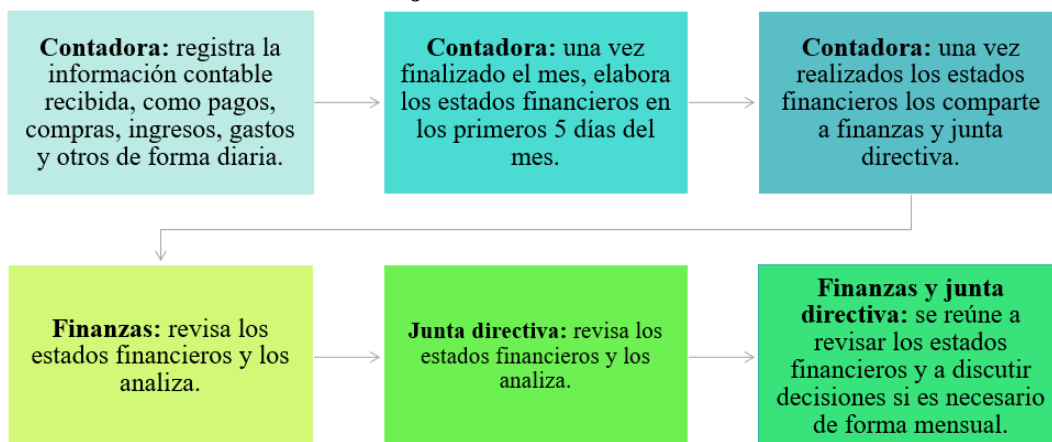 Contadora: registra la
información contable
recibida, como pagos,
compras, ingresos, gastos
y otros de forma diaria.
Contadora: una vez
finalizado el mes, elabora
los estados financieros en
los primeros 5 días del
mes.
Contadora: una vez
realizados los estados
financieros los comparte
a finanzas y junta
directiva.
Finanzas: revisa los
estados financieros y los
analiza.
Junta directiva: revisa los
estados financieros y los
analiza.
Finanzas y junta
directiva: se reúne a
revisar los estados
financieros y a discutir
decisiones si es necesario
de forma mensual.